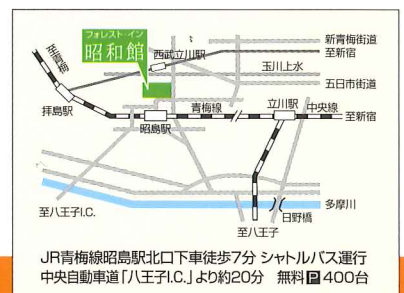 フォレスト・イン
昭和館
至青梅
西武立川駅
新青梅街道
至新宿
玉川上水
五日市街道
拝島駅
昭島駅
青梅線
立川駅
中央線
至新宿
多摩川
日野橋
至八王子I.C.
至八王子
JR青梅線昭島駅北口下車徒歩7分 シャトルバス運行
中央自動車道「八王子I.C.」より約20分 無料P400台